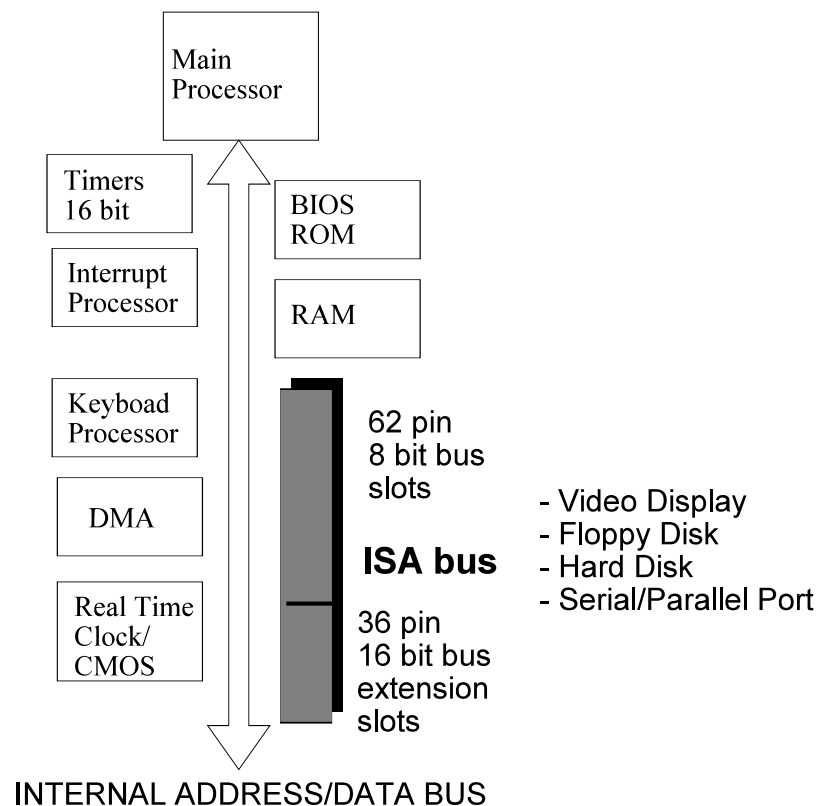 Main
Processor
Timers
16 bit
BIOS
ROM
Interrupt
Processor
RAM
Keyboad
Processor
62 pin
8 bit bus
slots
DMA
- Video Display
- Floppy Disk
- Hard Disk
- Serial/Parallel Port
ISA bus
Real Time
Clock/
CMOS
36 pin
16 bit bus
extension
slots
INTERNAL ADDRESS/DATA BUS